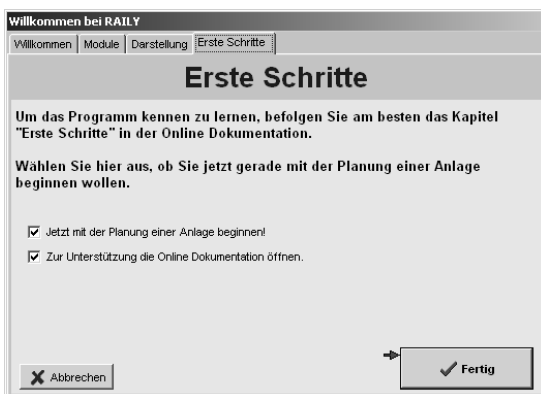 Willkommen bei RAILY
Willkommen Module Darstellung Erste Schritte
Erste Schritte
Um das Programm kennen zu lernen, befolgen Sie am besten das Kapitel
"Erste Schritte" in der Online Dokumentation.
Wählen Sie hier aus, ob Sie jetzt gerade mit der Planung einer Anlage
beginnen wollen.
Jetzt mit der Planung einer Anlage beginnen!
Zur Unterstützung die Online Dokumentation öffnen.
Abbrechen
Fertig